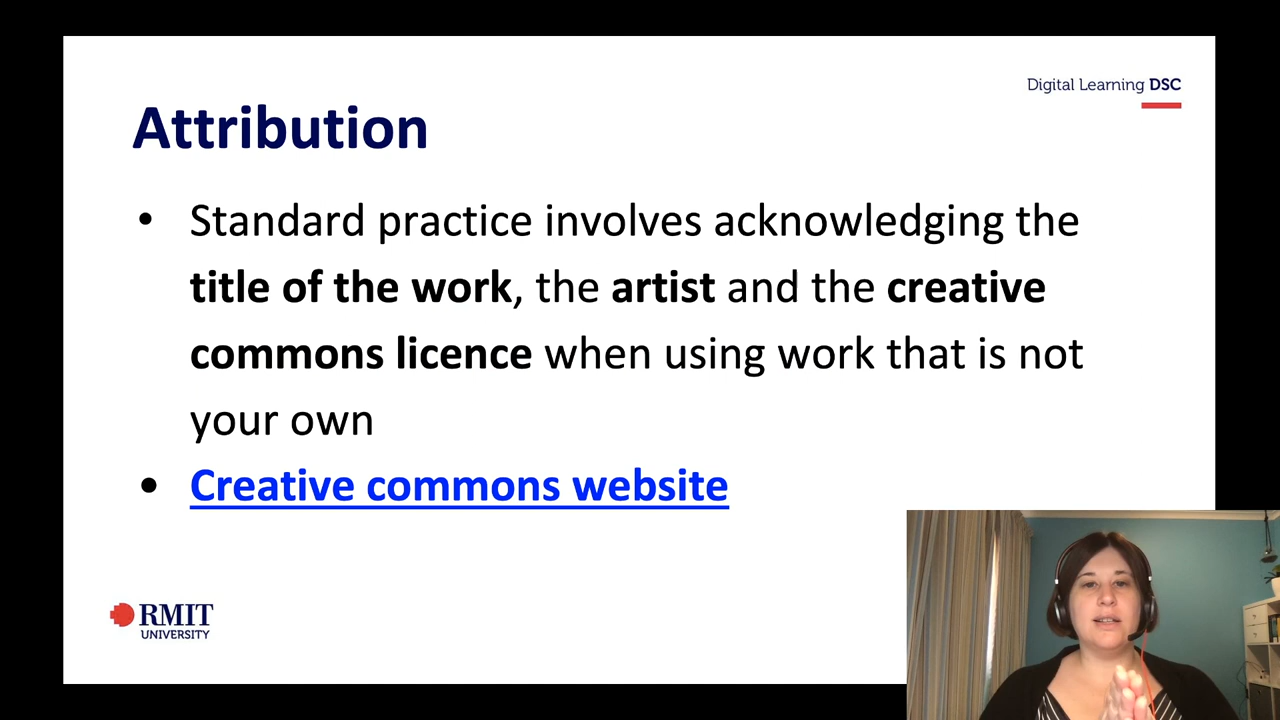 Digital Learning DSC
Attribution
• Standard practice involves acknowledging the
title of the work, the artist and the creative
commons licence when using work that is not
your own
• Creative commons website
RMIT
UNIVERSITY